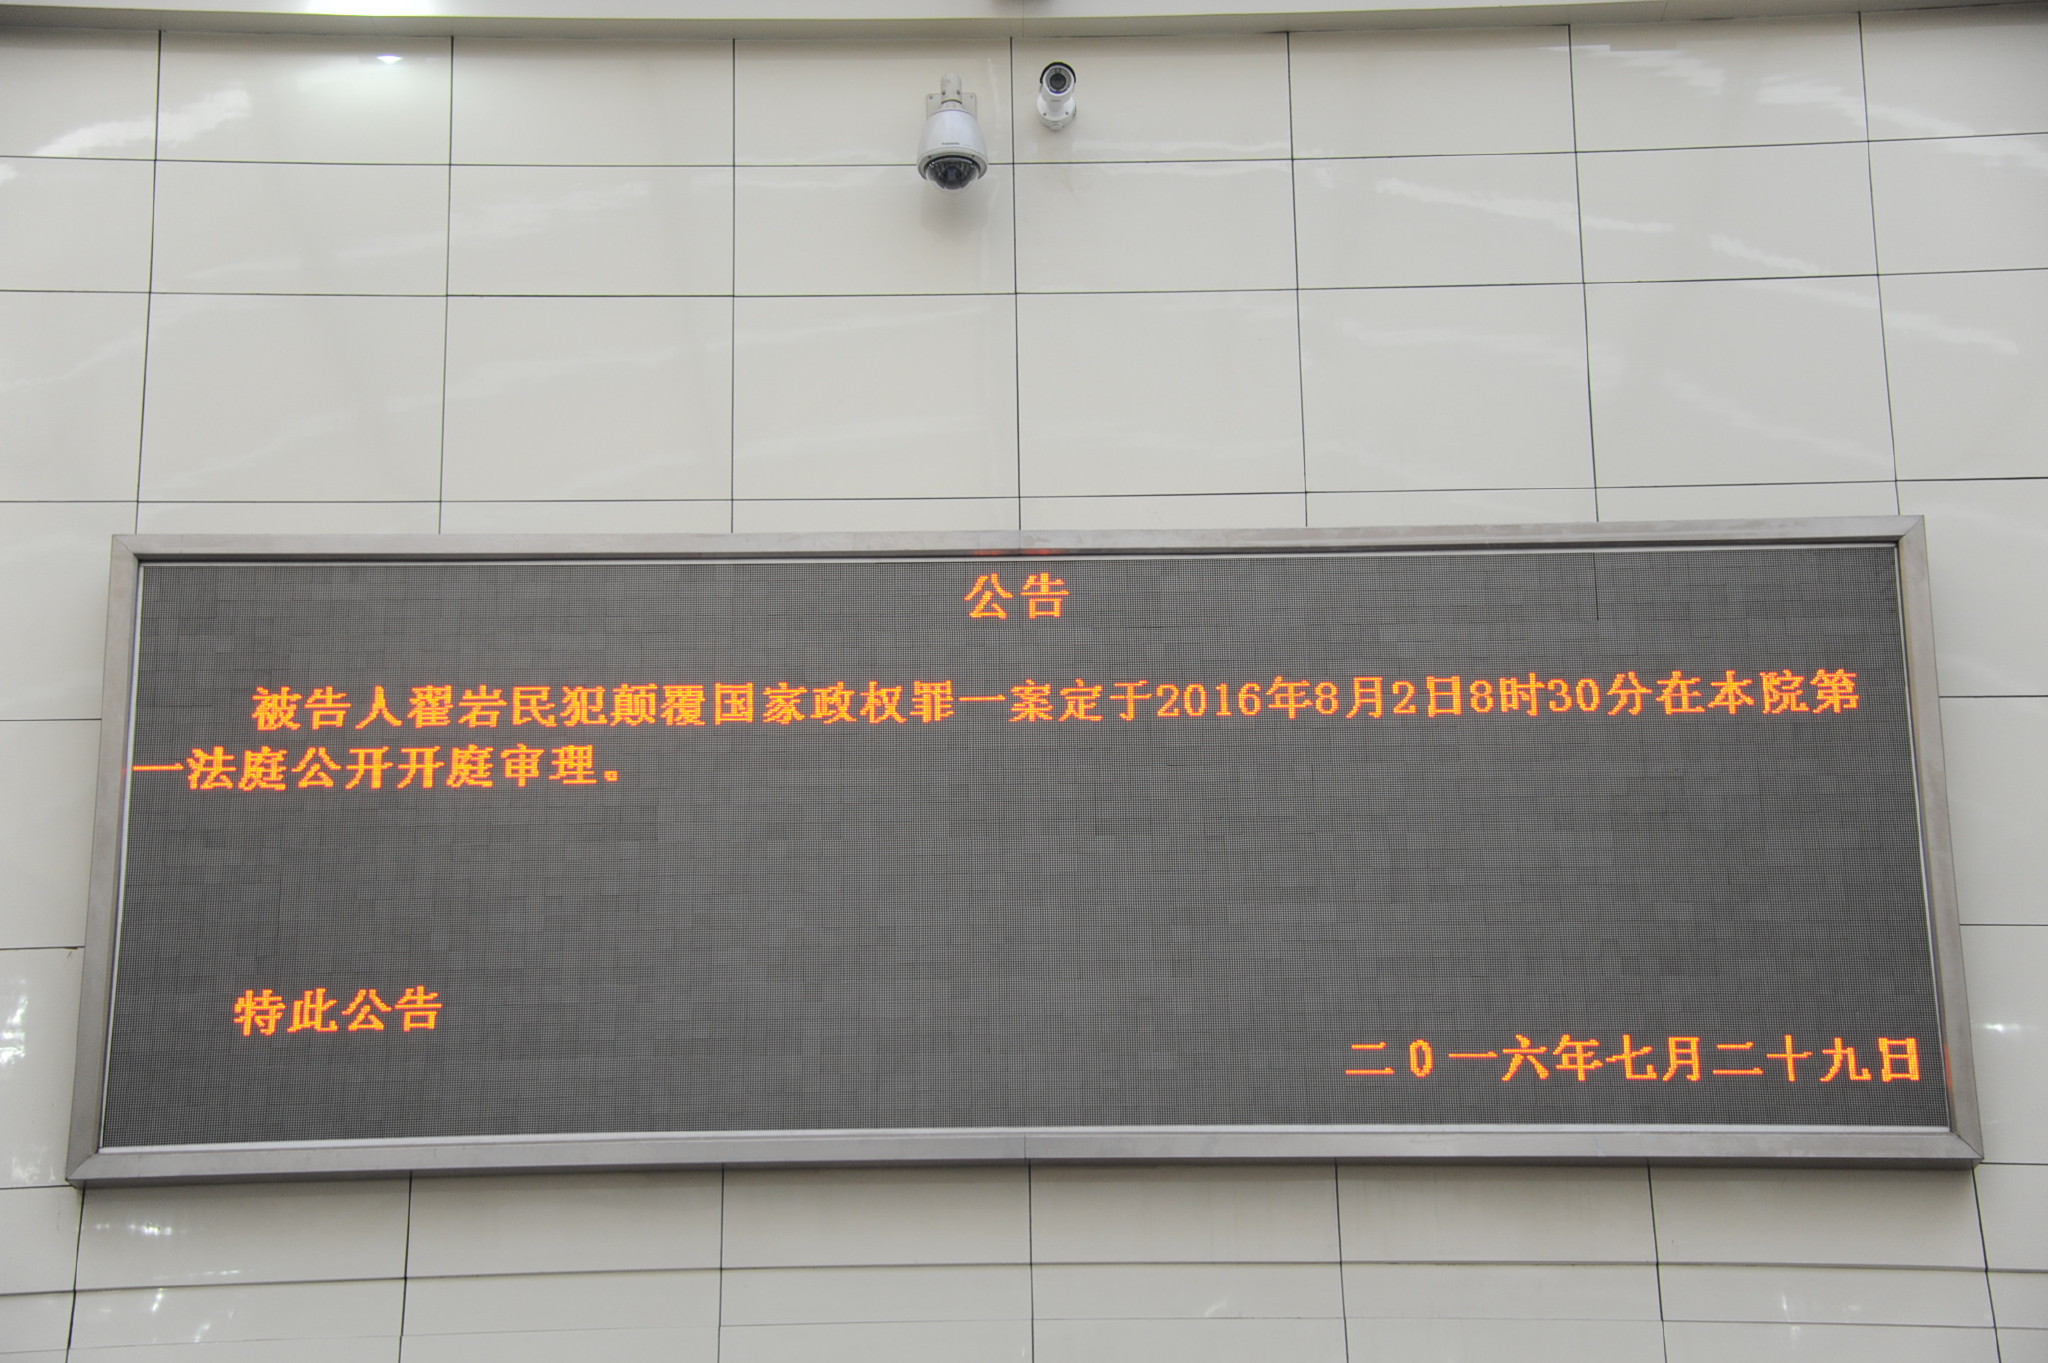 公告
被告人翟岩民犯颠覆国家政权罪一案定于2016年8月2日8时30分在本院第
一法庭公开开庭审理。
特此公告
二0一六年七月二十九日